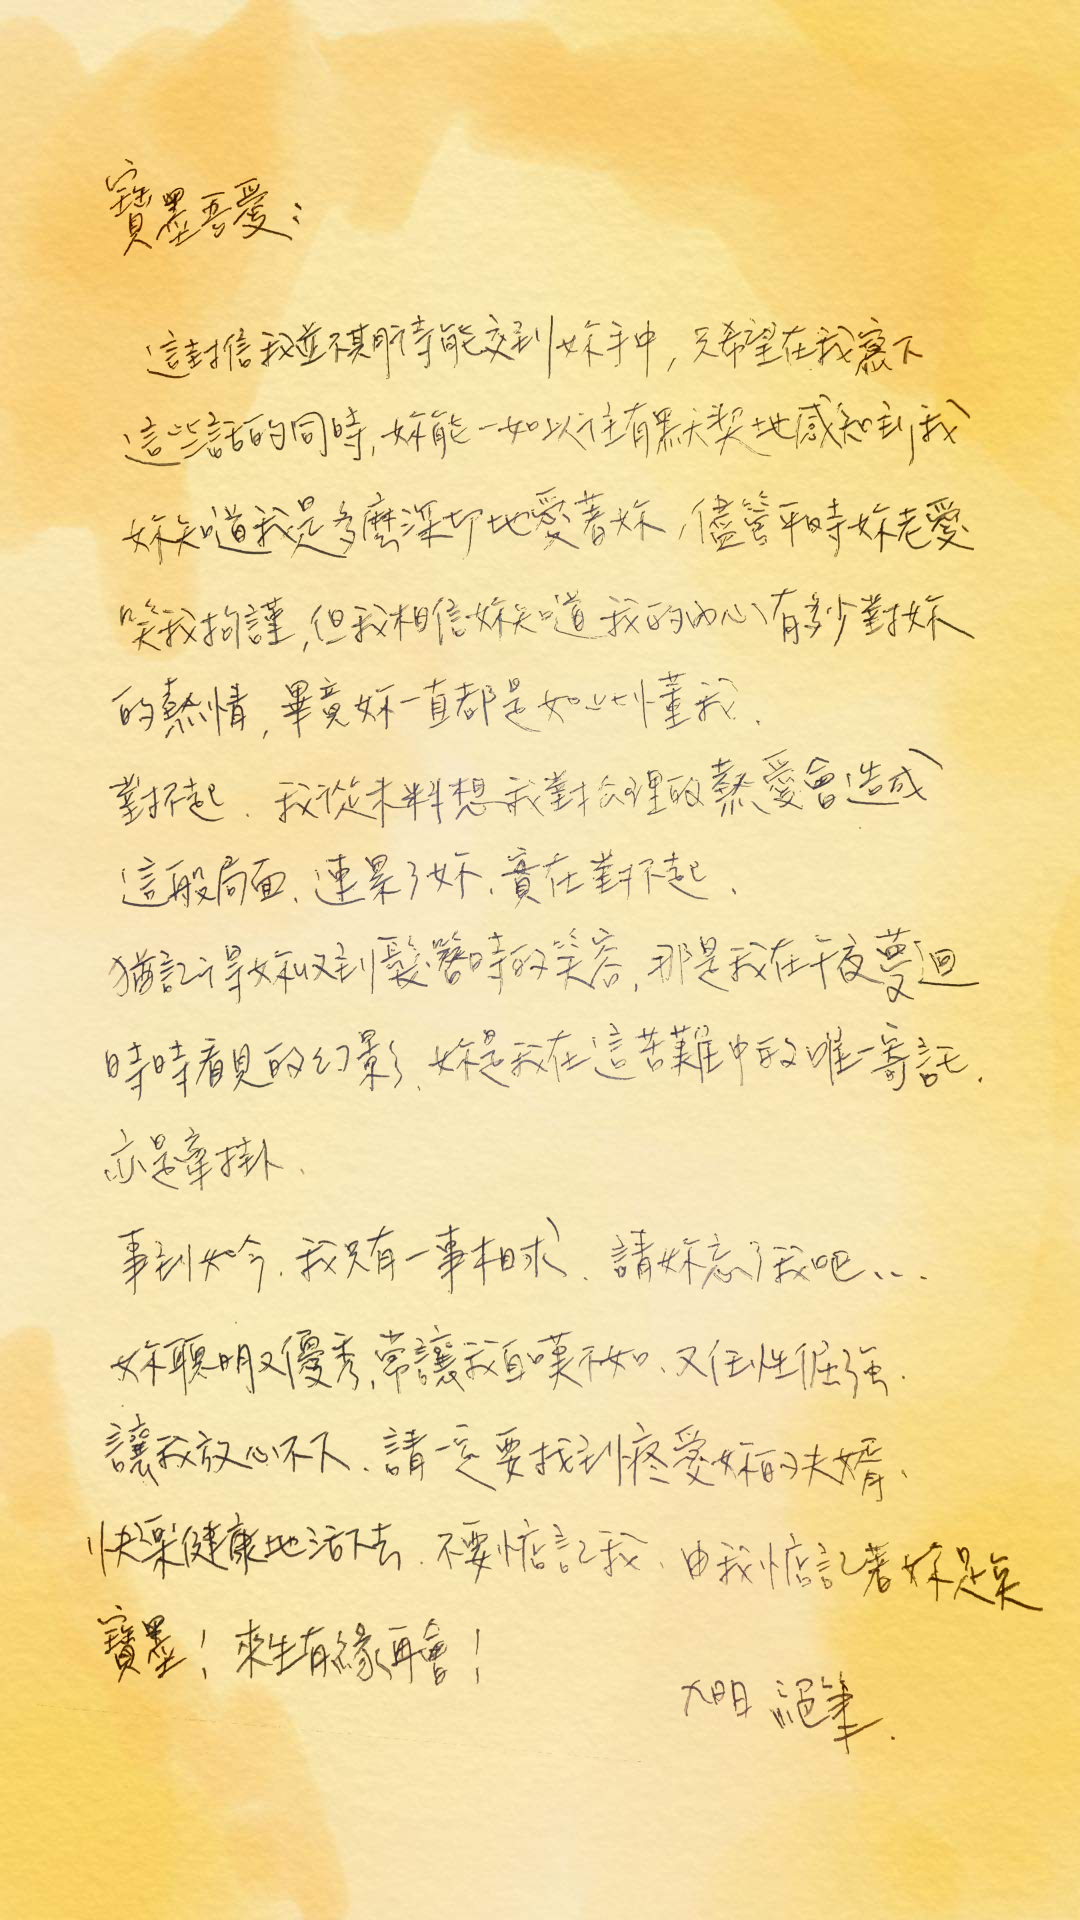 寶墨吾愛：
這封信我並不期待能交到妳手中，只希望在我寫下
這些話的同時，妳能一如以往有默契地感知到我
妳知道我是多麼深切地愛著妳，儘管平時妳老愛
笑我拘謹，但我相信妳知道我的內心有多少對妳
的熱情，畢竟妳一直都是如此懂我．
對不起．我從未料想我對公理的熱愛會造成
這般局面．連累了妳．實在對不起．
猶記得妳收到髮簪時的笑容，那是我在午夜夢迴
時時看見的幻影．妳是我在這苦難中的唯一寄託．
亦是牽掛．
事到如今．我只有一事相求．請妳忘了我吧...
妳聰明又優秀，常讓我自嘆不如．又任性倔强．
讓我放心不下．請一定要找到疼愛妳的夫婿．
快樂健康地活下去．不要惦記我．由我惦記著妳足矣
寶墨！來生有緣再會！
絕筆．